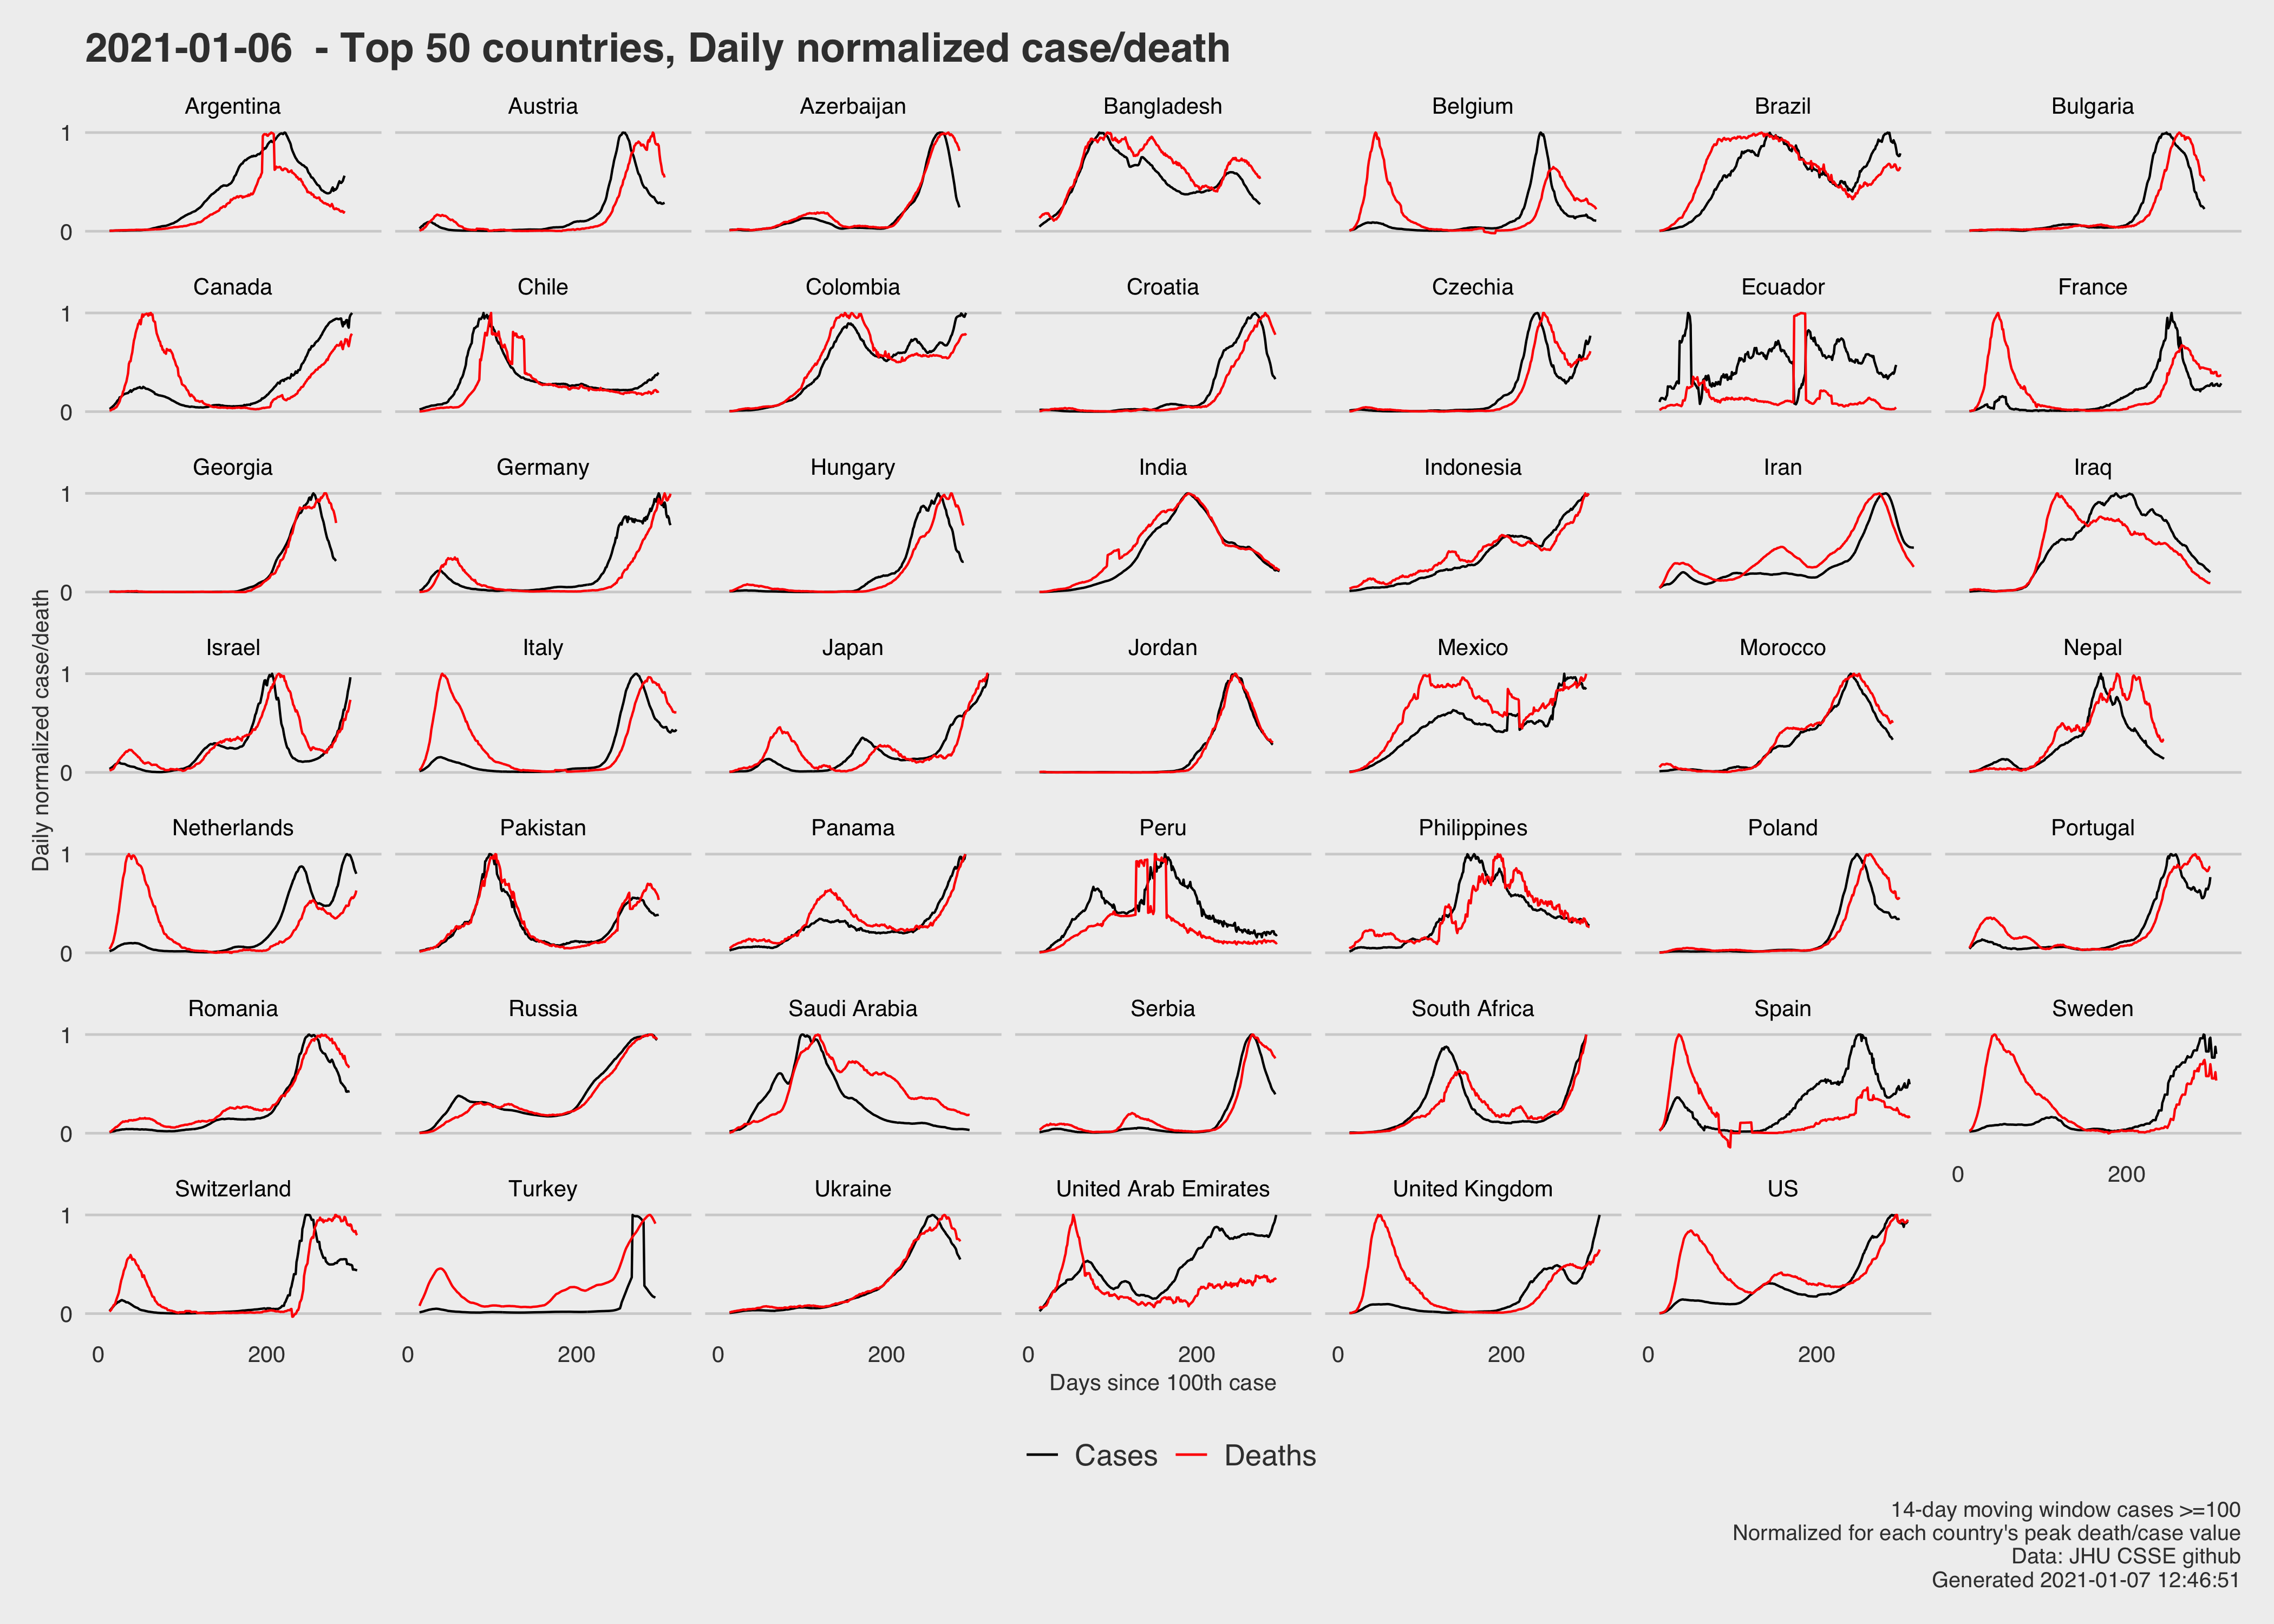 2021-01-06  - Top 50 countries, Daily normalized case/death
Argentina Austria Azerbaijan Bangladesh Belgium Brazil Bulgaria
1
0
Canada Chile Colombia Croatia Czechia Ecuador France
1
0
Georgia Germany Hungary India Indonesia Iran Iraq
1
0
Daily normalized case/death
Israel Italy Japan Jordan Mexico Morocco Nepal
1
0
Netherlands Pakistan Panama Peru Philippines Poland Portugal
1
0
Romania Russia Saudi Arabia Serbia South Africa Spain Sweden
1
0
0 200
Switzerland Turkey Ukraine United Arab Emirates United Kingdom US
1
0
0 200 0 200 0 200 0 200 0 200 0 200
Days since 100th case
Cases Deaths
14-day moving window cases >=100
Normalized for each country's peak death/case value
Data: JHU CSSE github
Generated 2021-01-07 12:46:51